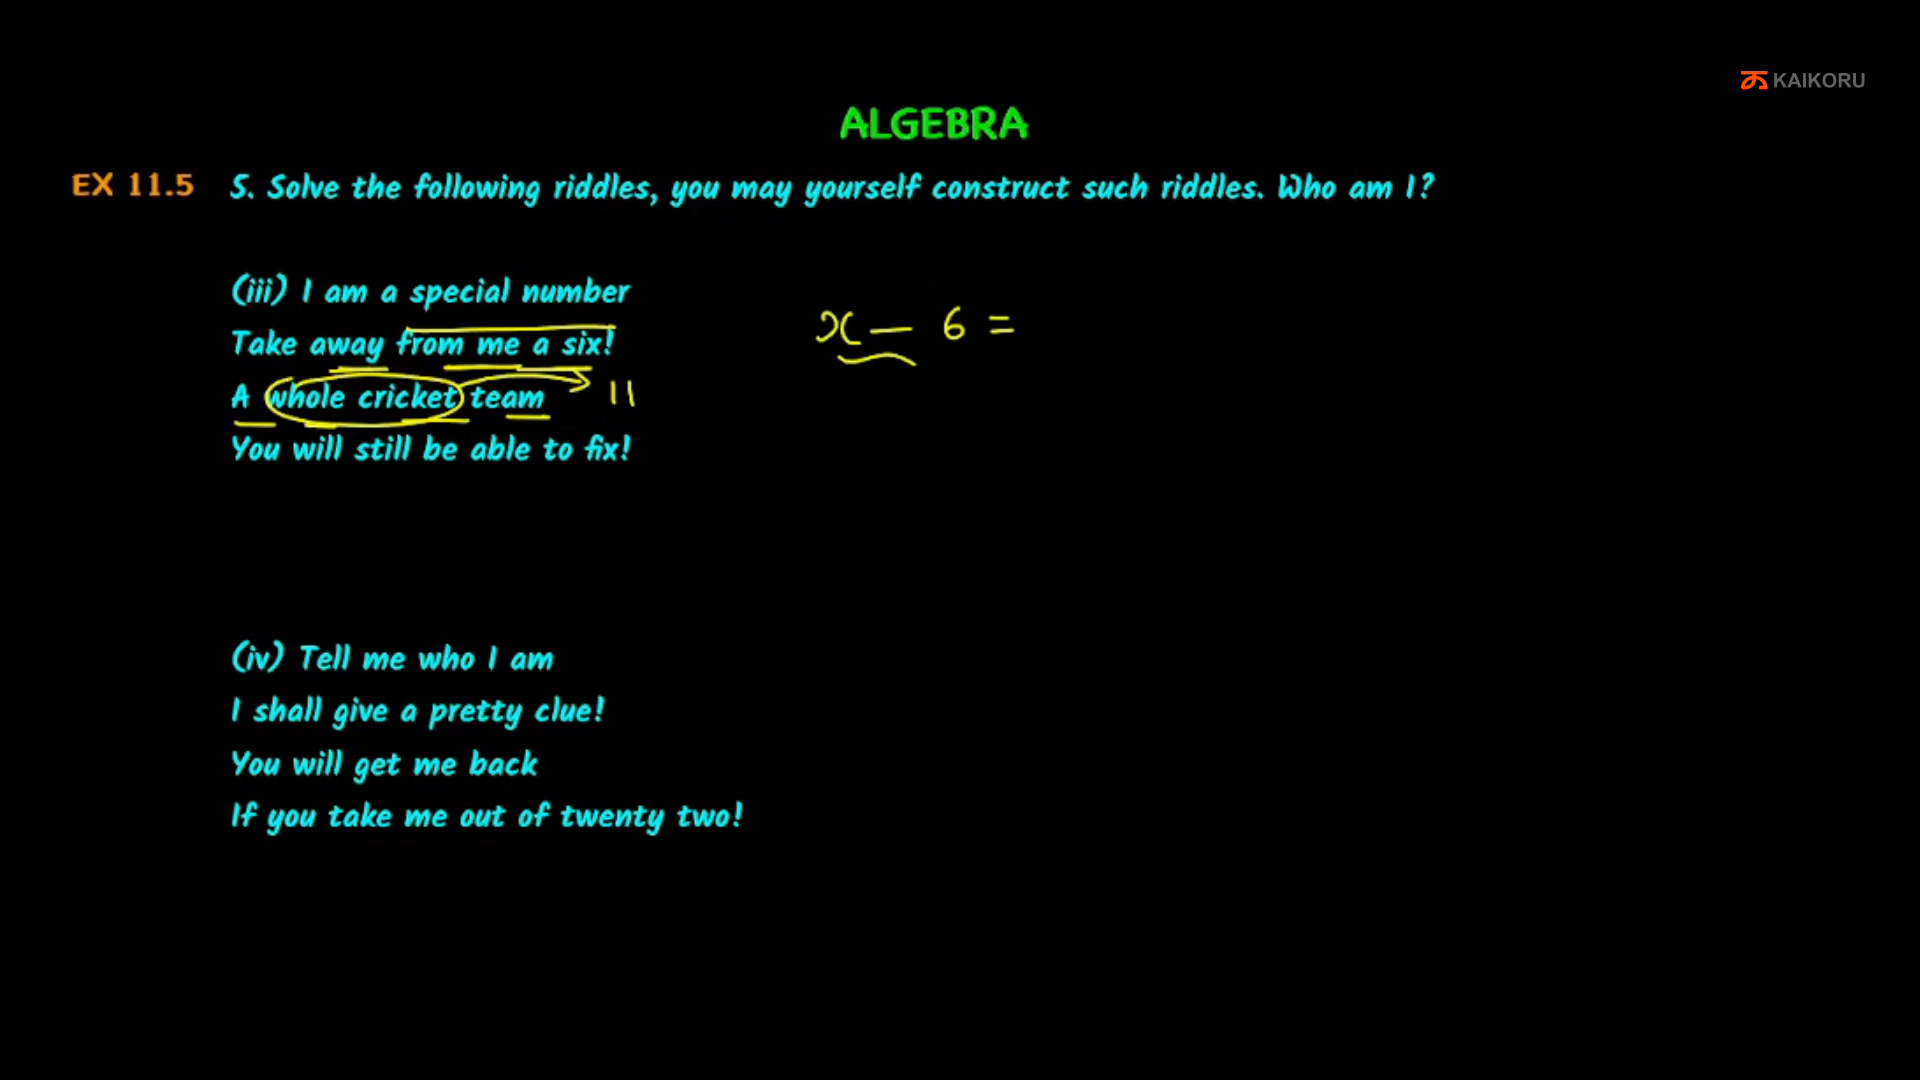 KAIKORU
ALGEBRA
EX 11.5 5. Solve the following riddles, you may yourself construct such riddles. Who am I?
(iii) I am a special number
Take away from me a six!
x — 6 =
A whole cricket team 11
You will still be able to fix!
(iv) Tell me who I am
I shall give a pretty clue!
You will get me back
If you take me out of twenty two!